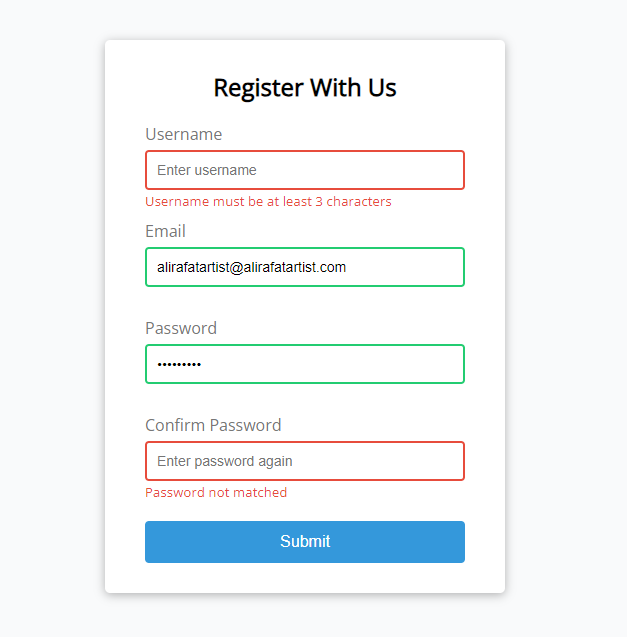 Register With Us
Username
Enter username
Username must be at least 3 characters
Email
alirafatartist@alirafatartist.com
Password
•••••••••
Confirm Password
Enter password again
Password not matched
Submit